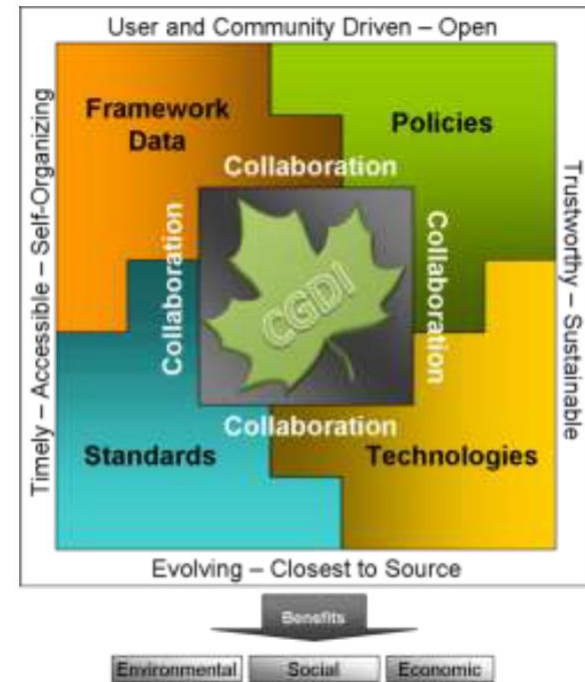 User and Community Driven – Open
Timely – Accessible – Self-Organizing
Framework
Data
Policies
Collaboration
Collaboration
CGDI
Collaboration
Trustworthy – Sustainable
Collaboration
Standards
Technologies
Evolving – Closest to Source
Benefits
Environmental
Social
Economic